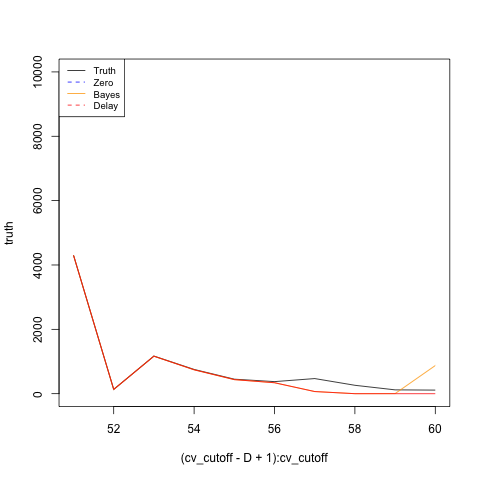 Truth
Zero
Bayes
Delay
10000
8000
6000
4000
2000
0
truth
52
54
56
58
60
(cv_cutoff - D + 1):cv_cutoff